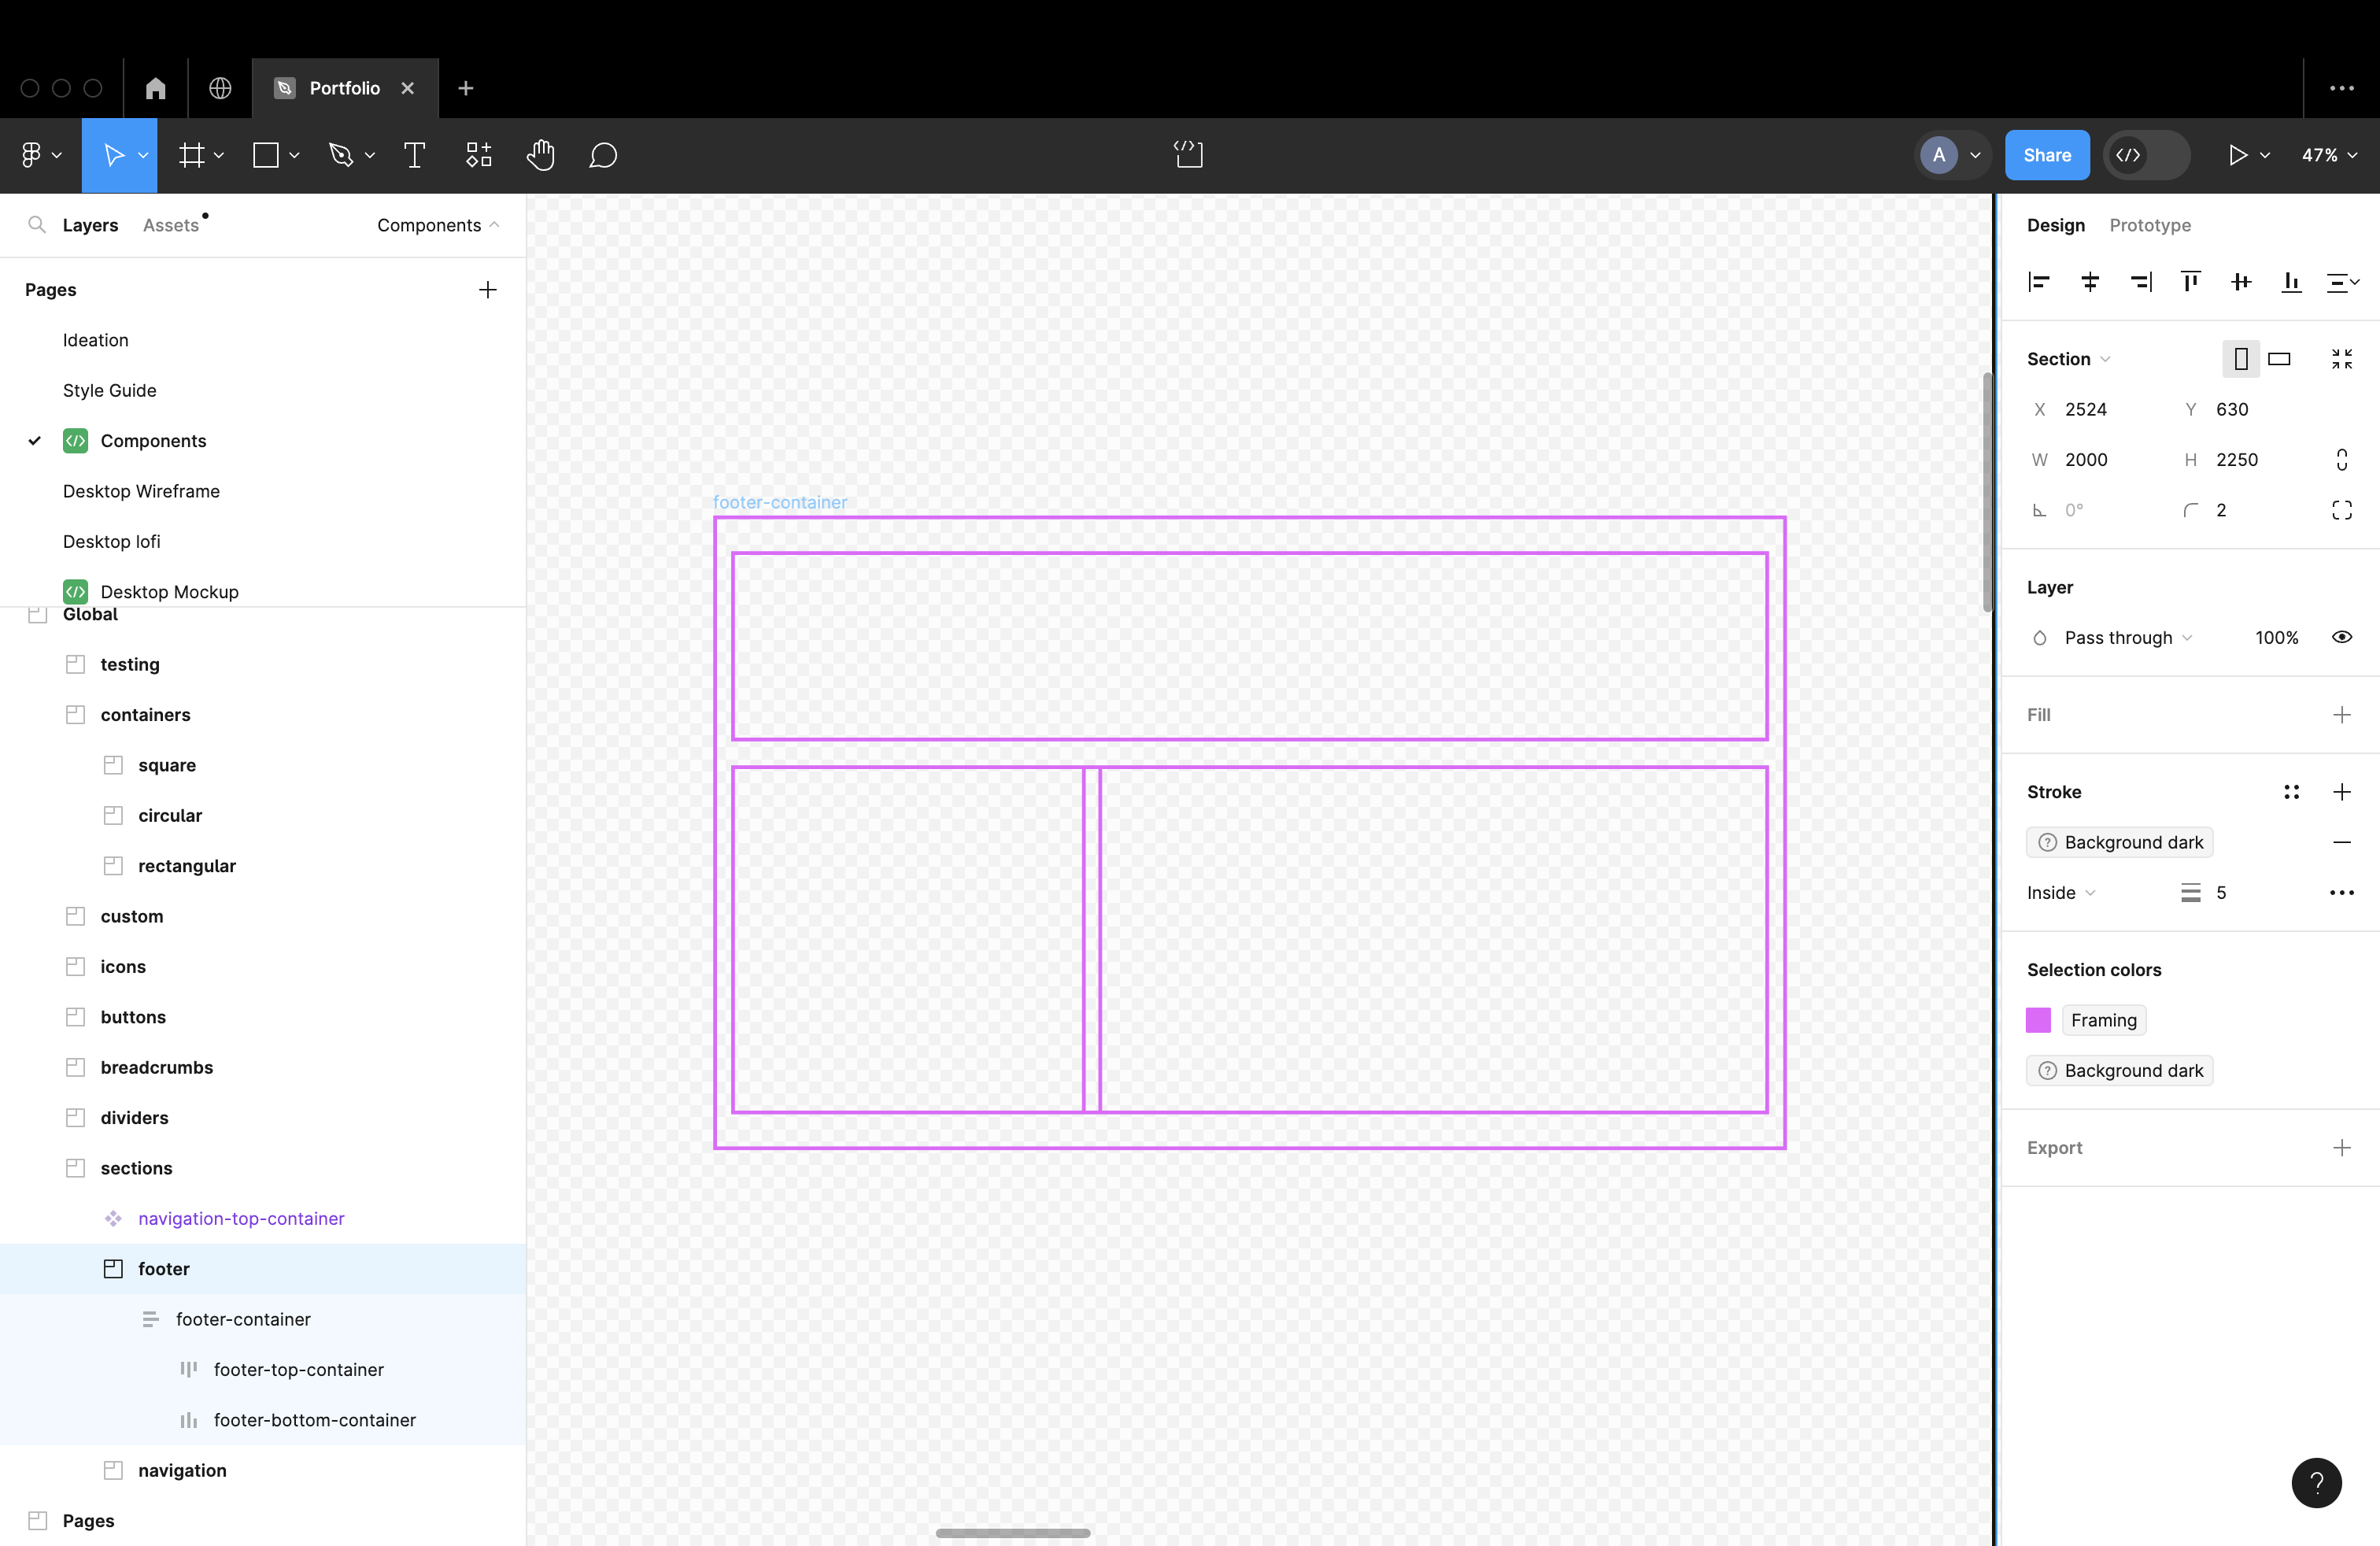 Portfolio
A
Share
47%
Layers
Assets
Components
Pages
Ideation
Style Guide
Components
Desktop Wireframe
Desktop lofi
Desktop Mockup
Global
testing
containers
square
circular
rectangular
custom
icons
buttons
breadcrumbs
dividers
sections
navigation-top-container
footer
footer-container
footer-top-container
footer-bottom-container
navigation
Pages
footer-container
Design
Prototype
Section
X 2524 Y 630
W 2000 H 2250
0° 2
Layer
Pass through 100%
Fill
Stroke
? Background dark
Inside 5
Selection colors
Framing
? Background dark
Export
?